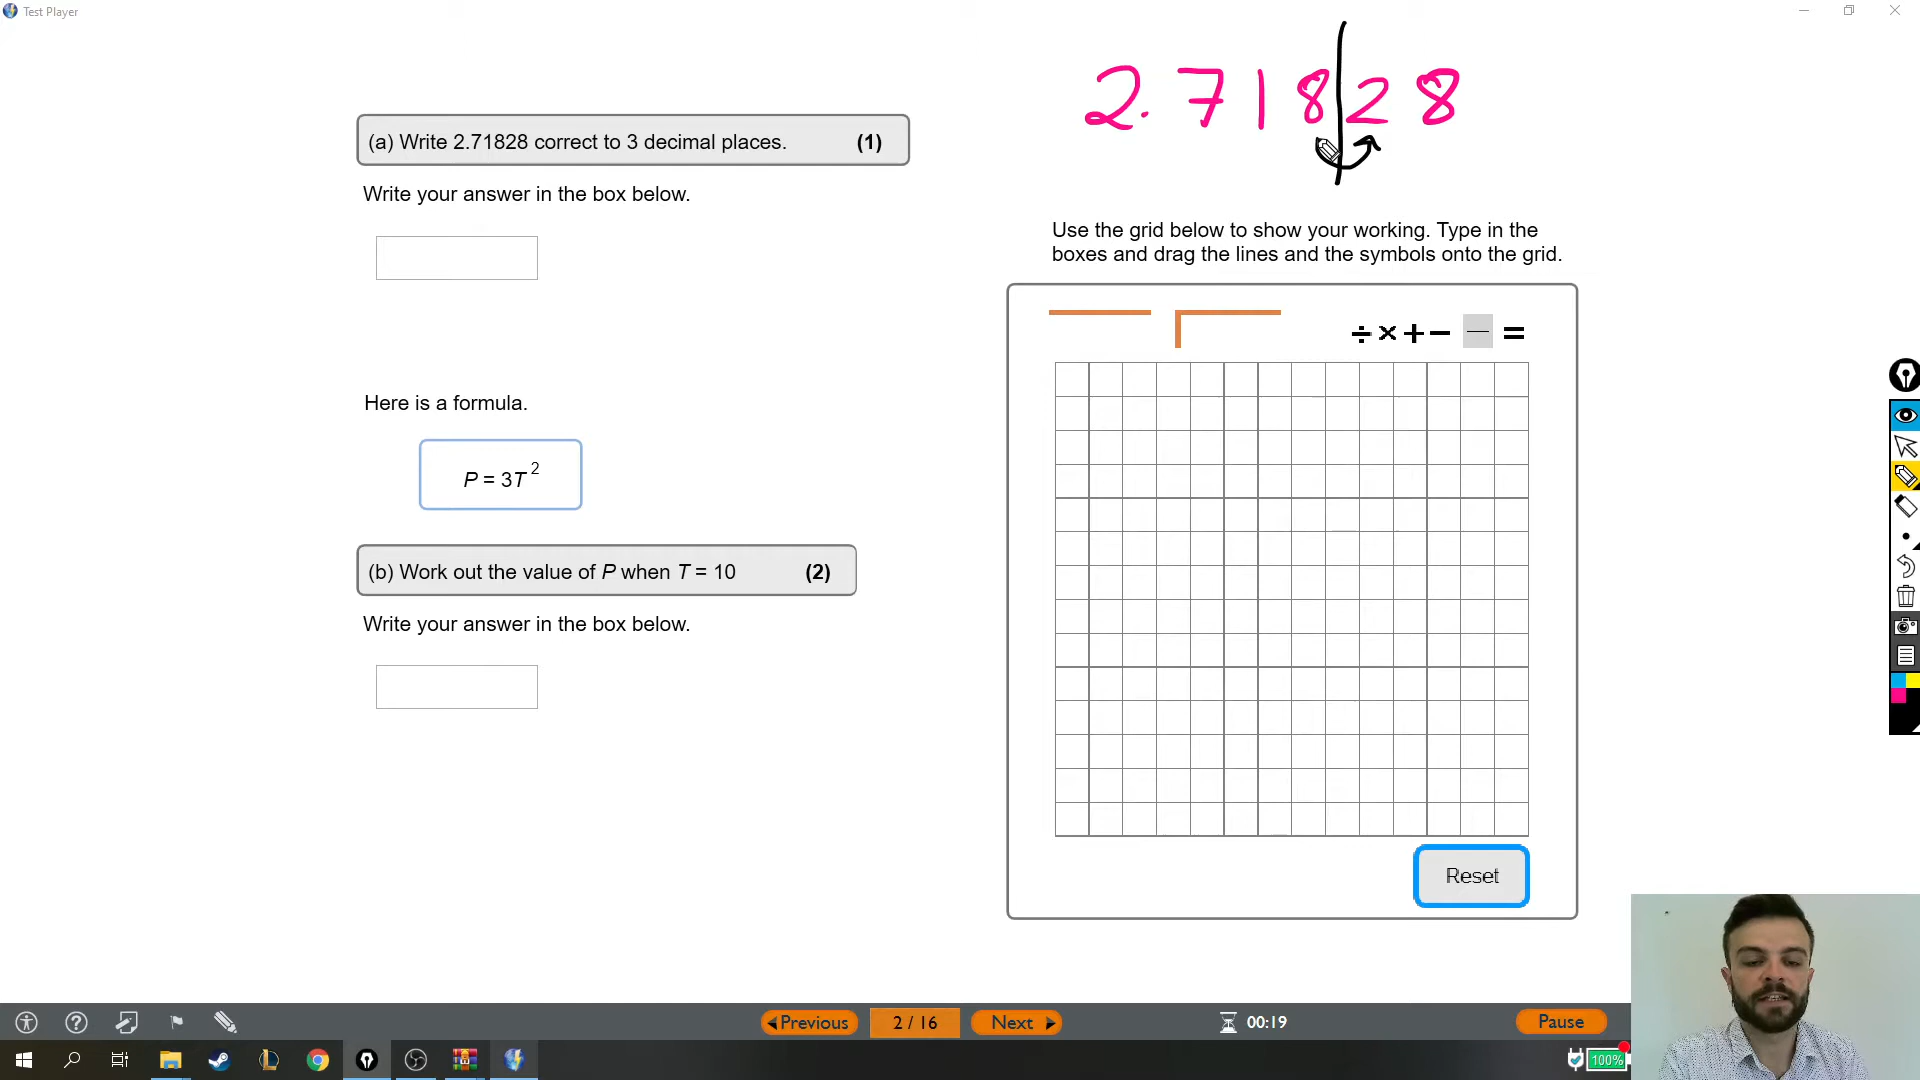 Test Player
2.71828
(a) Write 2.71828 correct to 3 decimal places. (1)
Write your answer in the box below.
Use the grid below to show your working. Type in the
boxes and drag the lines and the symbols onto the grid.
÷ × + − — =
Here is a formula.
P = 3T²
(b) Work out the value of P when T = 10 (2)
Write your answer in the box below.
Reset
Previous
2 / 16
Next
00:19
Pause
100%